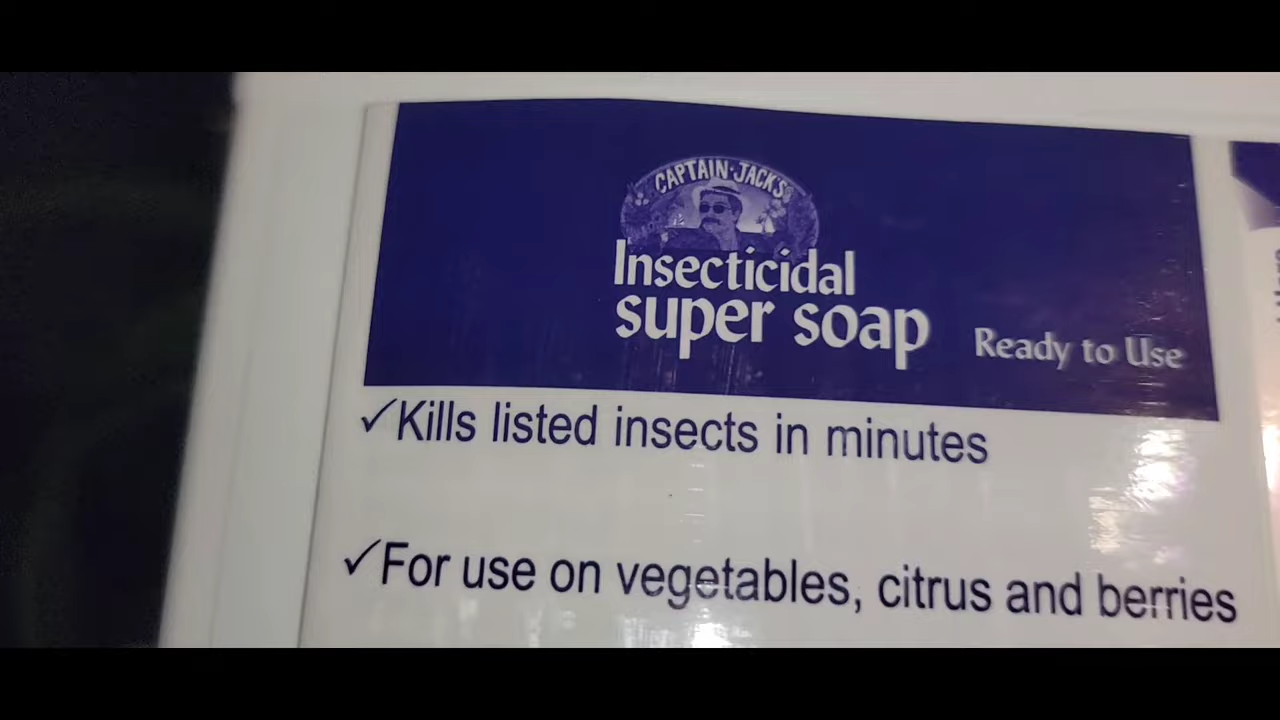 CAPTAIN JACK'S
Insecticidal
super soap
Ready to Use
✓Kills listed insects in minutes
✓For use on vegetables, citrus and berries